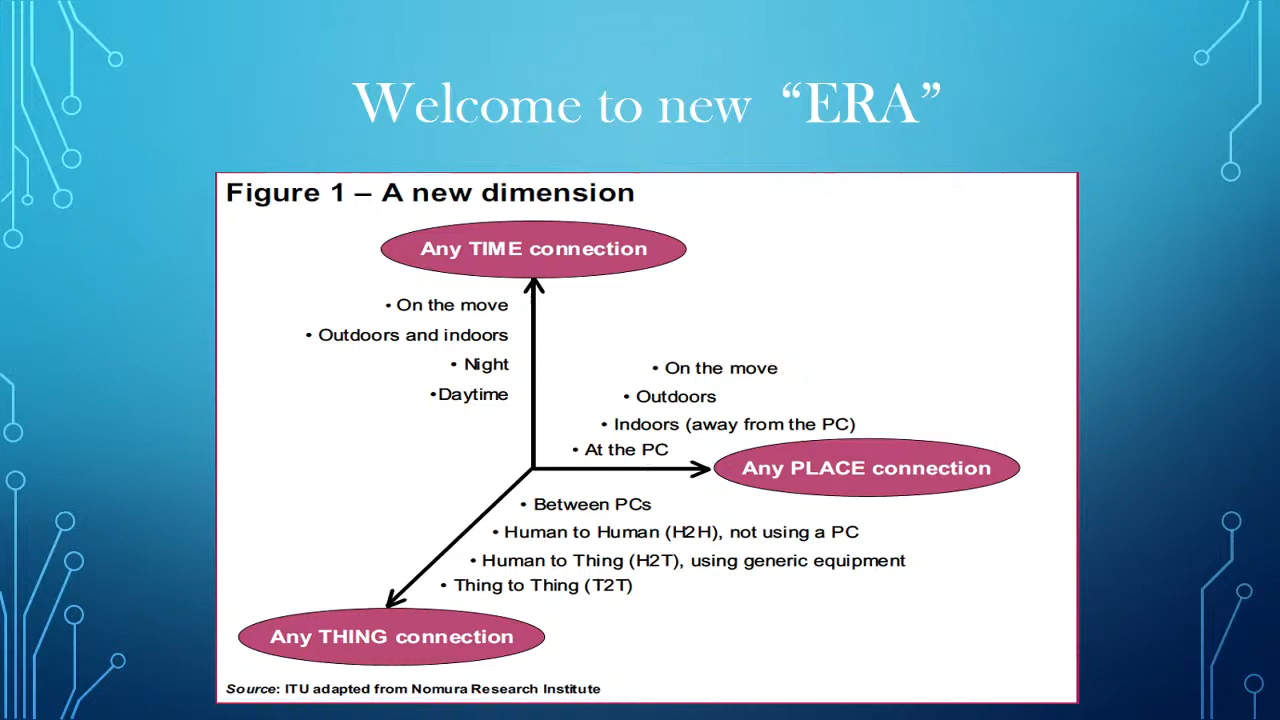 Welcome to new “ERA”
Figure 1 – A new dimension
Any TIME connection
• On the move
• Outdoors and indoors
• Night
•Daytime
• On the move
• Outdoors
• Indoors (away from the PC)
• At the PC
Any PLACE connection
• Between PCs
• Human to Human (H2H), not using a PC
• Human to Thing (H2T), using generic equipment
• Thing to Thing (T2T)
Any THING connection
Source: ITU adapted from Nomura Research Institute